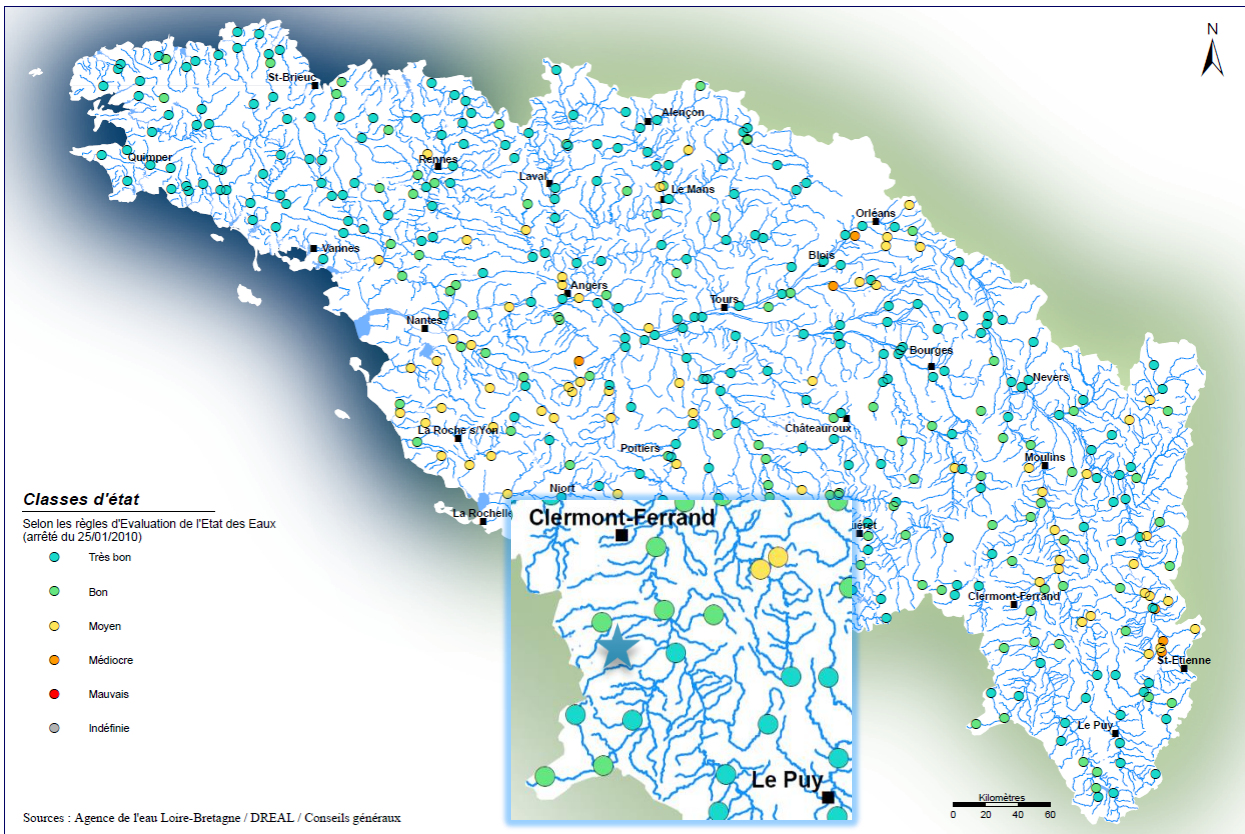 N
St-Brieuc
Alençon
Quimper
Rennes
Laval
Le Mans
Orléans
Vannes
Blois
Angers
Tours
Nantes
Bourges
Nevers
La Roche s/Yon
Châteauroux
Poitiers
Moulins
Niort
La Rochelle
Clermont-Ferrand
Clermont-Ferrand
St-Etienne
Le Puy
Le Puy
Classes d'état
Selon les règles d'Evaluation de l'Etat des Eaux
(arrêté du 25/01/2010)
Très bon
Bon
Moyen
Médiocre
Mauvais
Indéfinie
Kilomètres
0 20 40 60
Sources : Agence de l'eau Loire-Bretagne / DREAL / Conseils généraux